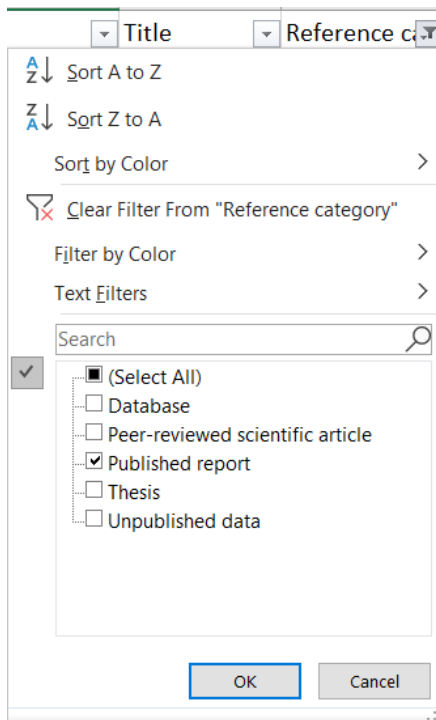 Title Reference ca
Sort A to Z
Sort Z to A
Sort by Color
Clear Filter From "Reference category"
Filter by Color
Text Filters
Search
(Select All)
Database
Peer-reviewed scientific article
Published report
Thesis
Unpublished data
OK Cancel